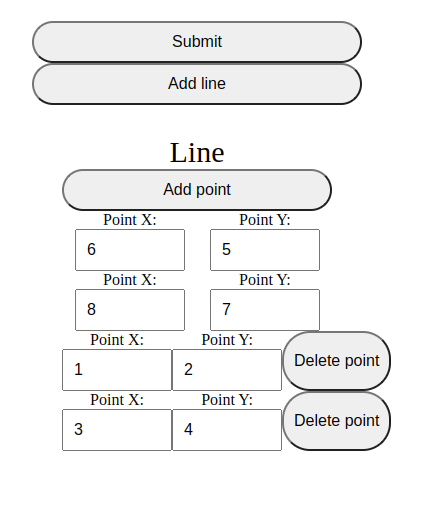 Submit
Add line
Line
Add point
Point X: Point Y:
6 5
Point X: Point Y:
8 7
Point X: Point Y:
1 2 Delete point
Point X: Point Y:
3 4 Delete point